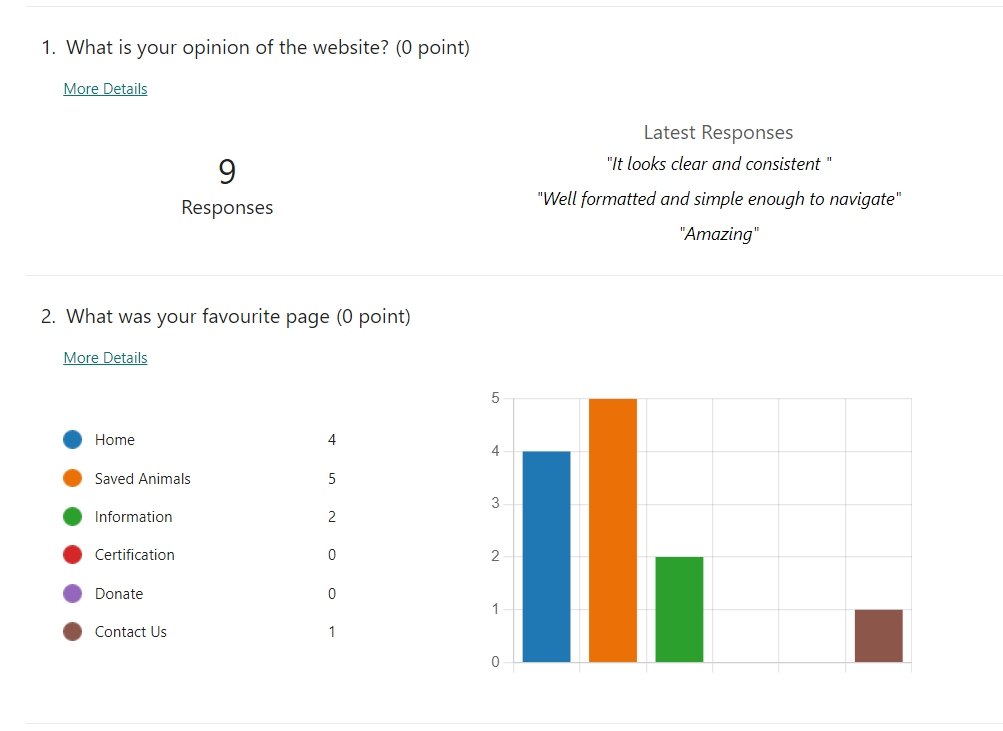 1. What is your opinion of the website? (0 point)
More Details
9
Responses
Latest Responses
"It looks clear and consistent "
"Well formatted and simple enough to navigate"
"Amazing"
2. What was your favourite page (0 point)
More Details
Home 4
Saved Animals 5
Information 2
Certification 0
Donate 0
Contact Us 1
5
4
3
2
1
0